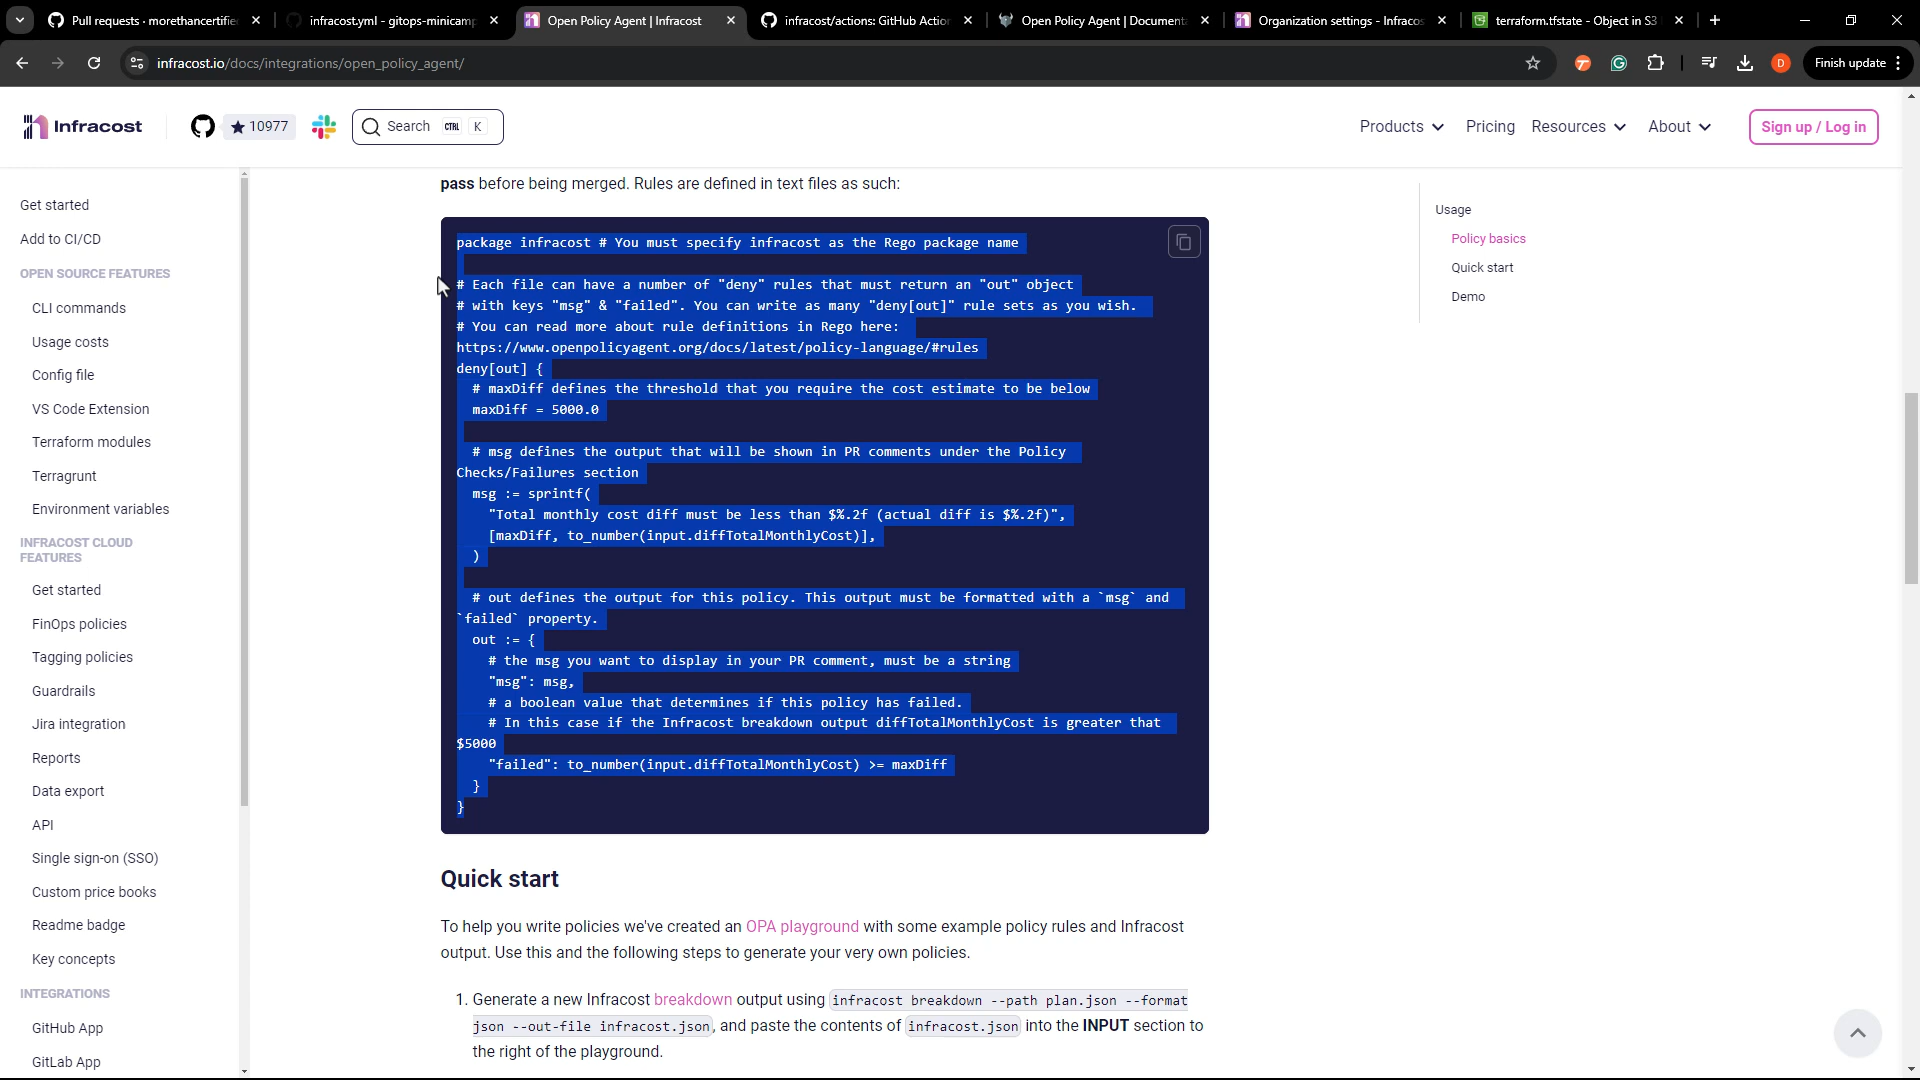 Pull requests · morethancertifie
infracost.yml - gitops-minicamp
Open Policy Agent | Infracost
infracost/actions: GitHub Action
Open Policy Agent | Documenta
Organization settings - Infracos
terraform.tfstate - Object in S3
infracost.io/docs/integrations/open_policy_agent/
D
Finish update
Infracost
10977
Search CTRL K
Products
Pricing
Resources
About
Sign up / Log in
Get started
Add to CI/CD
OPEN SOURCE FEATURES
CLI commands
Usage costs
Config file
VS Code Extension
Terraform modules
Terragrunt
Environment variables
INFRACOST CLOUD
FEATURES
Get started
FinOps policies
Tagging policies
Guardrails
Jira integration
Reports
Data export
API
Single sign-on (SSO)
Custom price books
Readme badge
Key concepts
INTEGRATIONS
GitHub App
GitLab App
pass before being merged. Rules are defined in text files as such:
package infracost # You must specify infracost as the Rego package name
# Each file can have a number of "deny" rules that must return an "out" object
# with keys "msg" & "failed". You can write as many "deny[out]" rule sets as you wish.
# You can read more about rule definitions in Rego here:
https://www.openpolicyagent.org/docs/latest/policy-language/#rules
deny[out] {
# maxDiff defines the threshold that you require the cost estimate to be below
maxDiff = 5000.0
# msg defines the output that will be shown in PR comments under the Policy
Checks/Failures section
msg := sprintf(
"Total monthly cost diff must be less than $%.2f (actual diff is $%.2f)",
[maxDiff, to_number(input.diffTotalMonthlyCost)],
)
# out defines the output for this policy. This output must be formatted with a `msg` and
`failed` property.
out := {
# the msg you want to display in your PR comment, must be a string
"msg": msg,
# a boolean value that determines if this policy has failed.
# In this case if the Infracost breakdown output diffTotalMonthlyCost is greater that
$5000
"failed": to_number(input.diffTotalMonthlyCost) >= maxDiff
}
}
Quick start
To help you write policies we've created an OPA playground with some example policy rules and Infracost
output. Use this and the following steps to generate your very own policies.
1. Generate a new Infracost breakdown output using infracost breakdown --path plan.json --format
json --out-file infracost.json, and paste the contents of infracost.json into the INPUT section to
the right of the playground.
Usage
Policy basics
Quick start
Demo